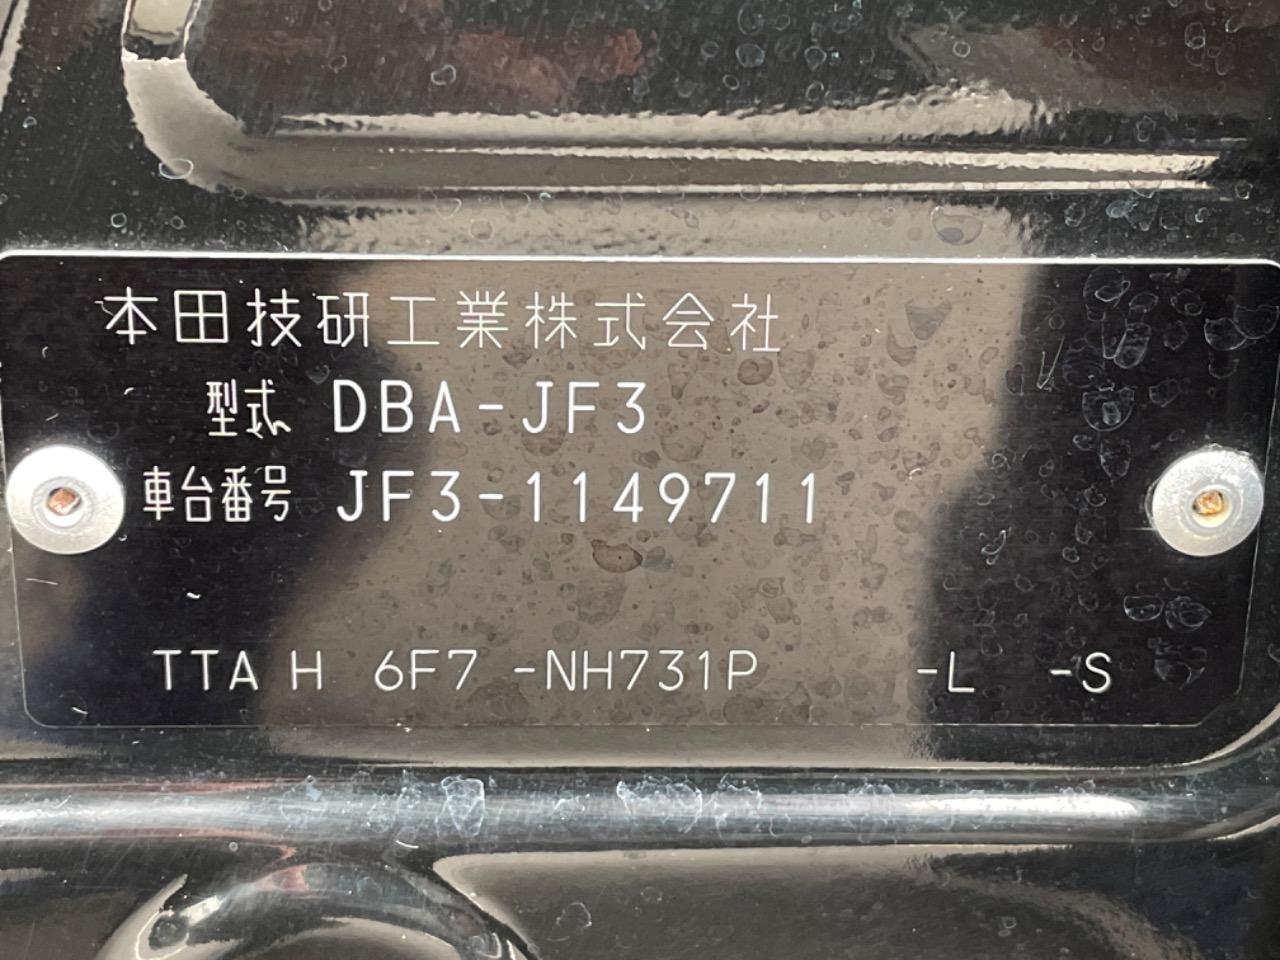 本田技研工業株式会社
型式 DBA-JF3
車台番号 JF3-1149711
TTA H 6F7 -NH731P -L -S